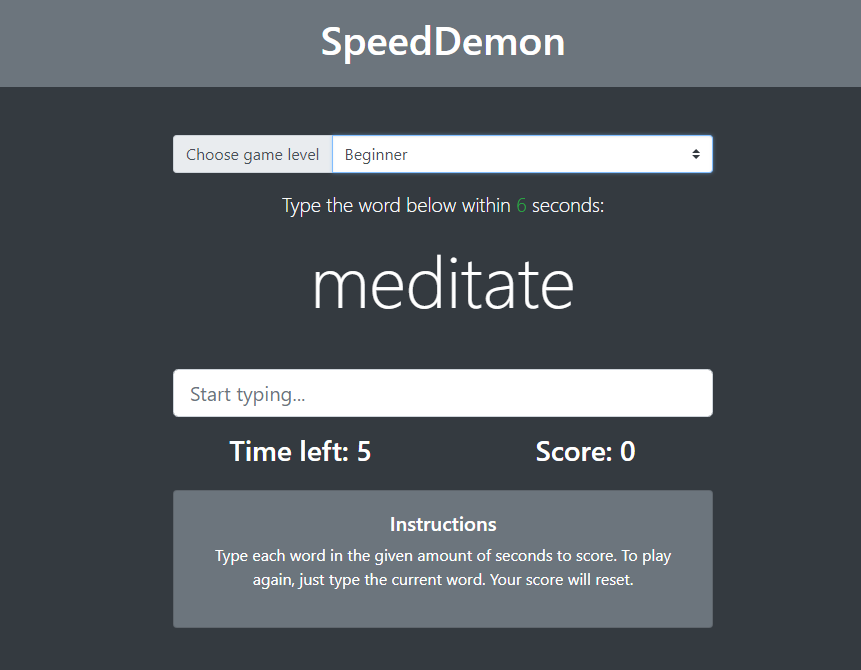 SpeedDemon
Choose game level Beginner
Type the word below within 6 seconds:
meditate
Start typing...
Time left: 5 Score: 0
Instructions
Type each word in the given amount of seconds to score. To play
again, just type the current word. Your score will reset.